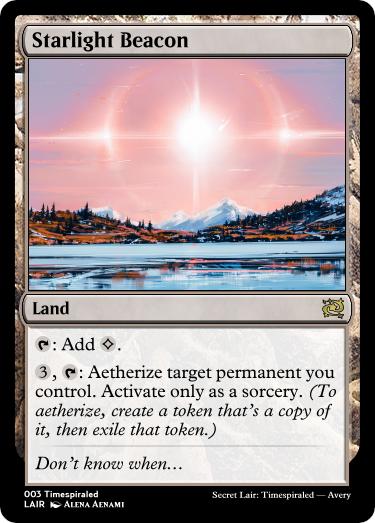 Starlight Beacon
Land
: Add .
3, : Aetherize target permanent you
control. Activate only as a sorcery. (To
aetherize, create a token that's a copy of
it, then exile that token.)
Don't know when...
003 Timespiraled
LAIR Alena Aenami
Secret Lair: Timespiraled — Avery